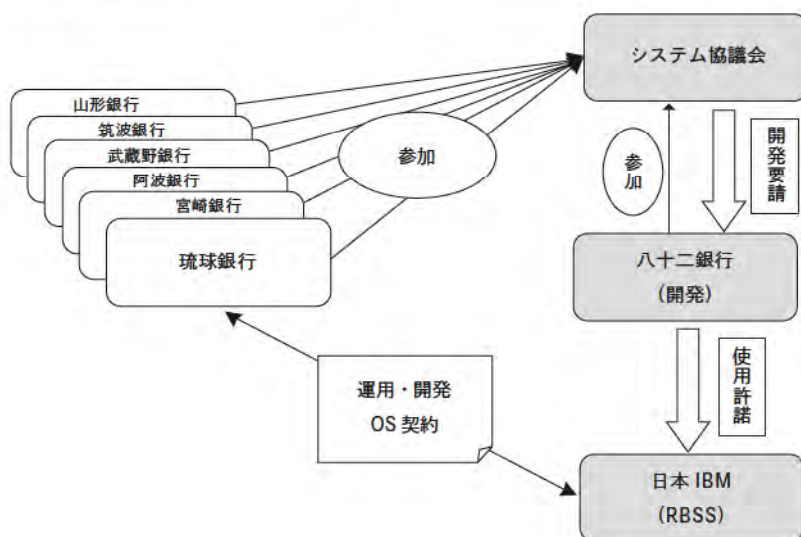 システム協議会
山形銀行
筑波銀行
武蔵野銀行
阿波銀行
宮崎銀行
琉球銀行
参加
参加
開発要請
八十二銀行
(開発)
運用・開発
OS 契約
使用許諾
日本 IBM
(RBSS)